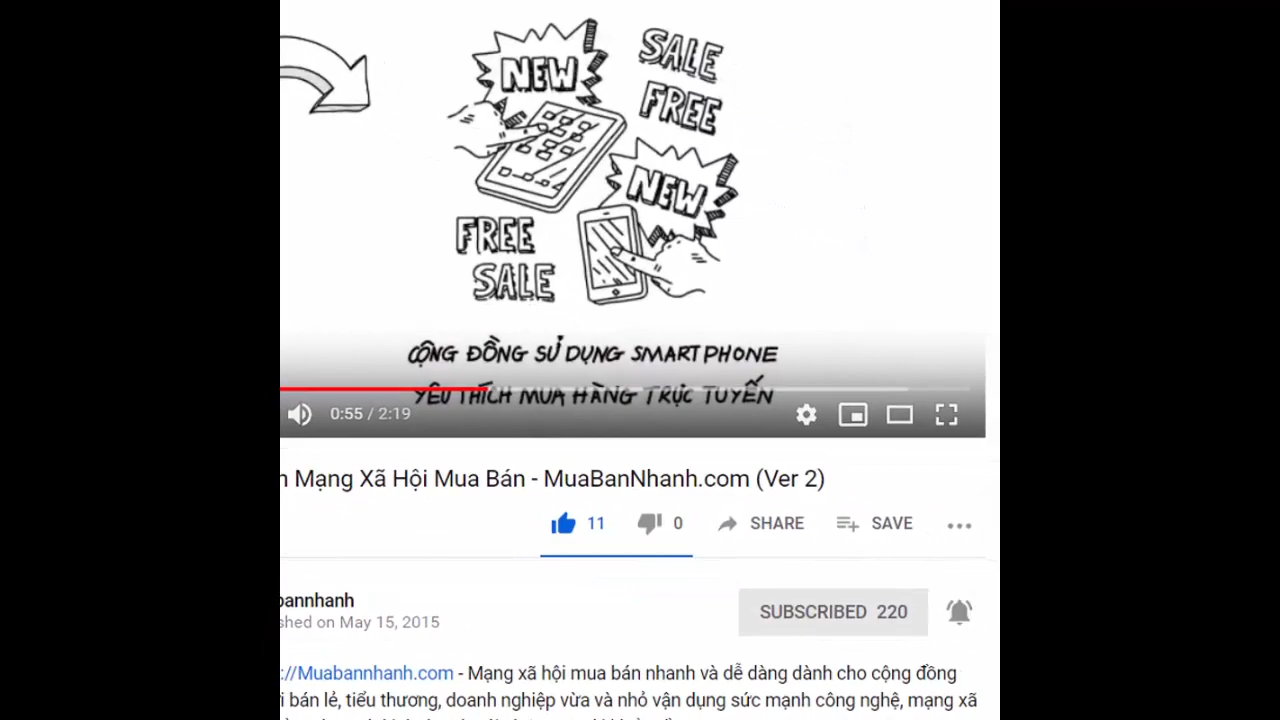 NEW
SALE
FREE
NEW
FREE
SALE
CỘNG ĐỒNG SỬ DỤNG SMARTPHONE
YÊU THÍCH MUA HÀNG TRỰC TUYẾN
0:55 / 2:19
Mạng Xã Hội Mua Bán - MuaBanNhanh.com (Ver 2)
11 0 SHARE SAVE
bannhanh
shed on May 15, 2015
SUBSCRIBED 220
://Muabannhanh.com - Mạng xã hội mua bán nhanh và dễ dàng dành cho cộng đồng
i bán lẻ, tiểu thương, doanh nghiệp vừa và nhỏ vận dụng sức mạnh công nghệ, mạng xã